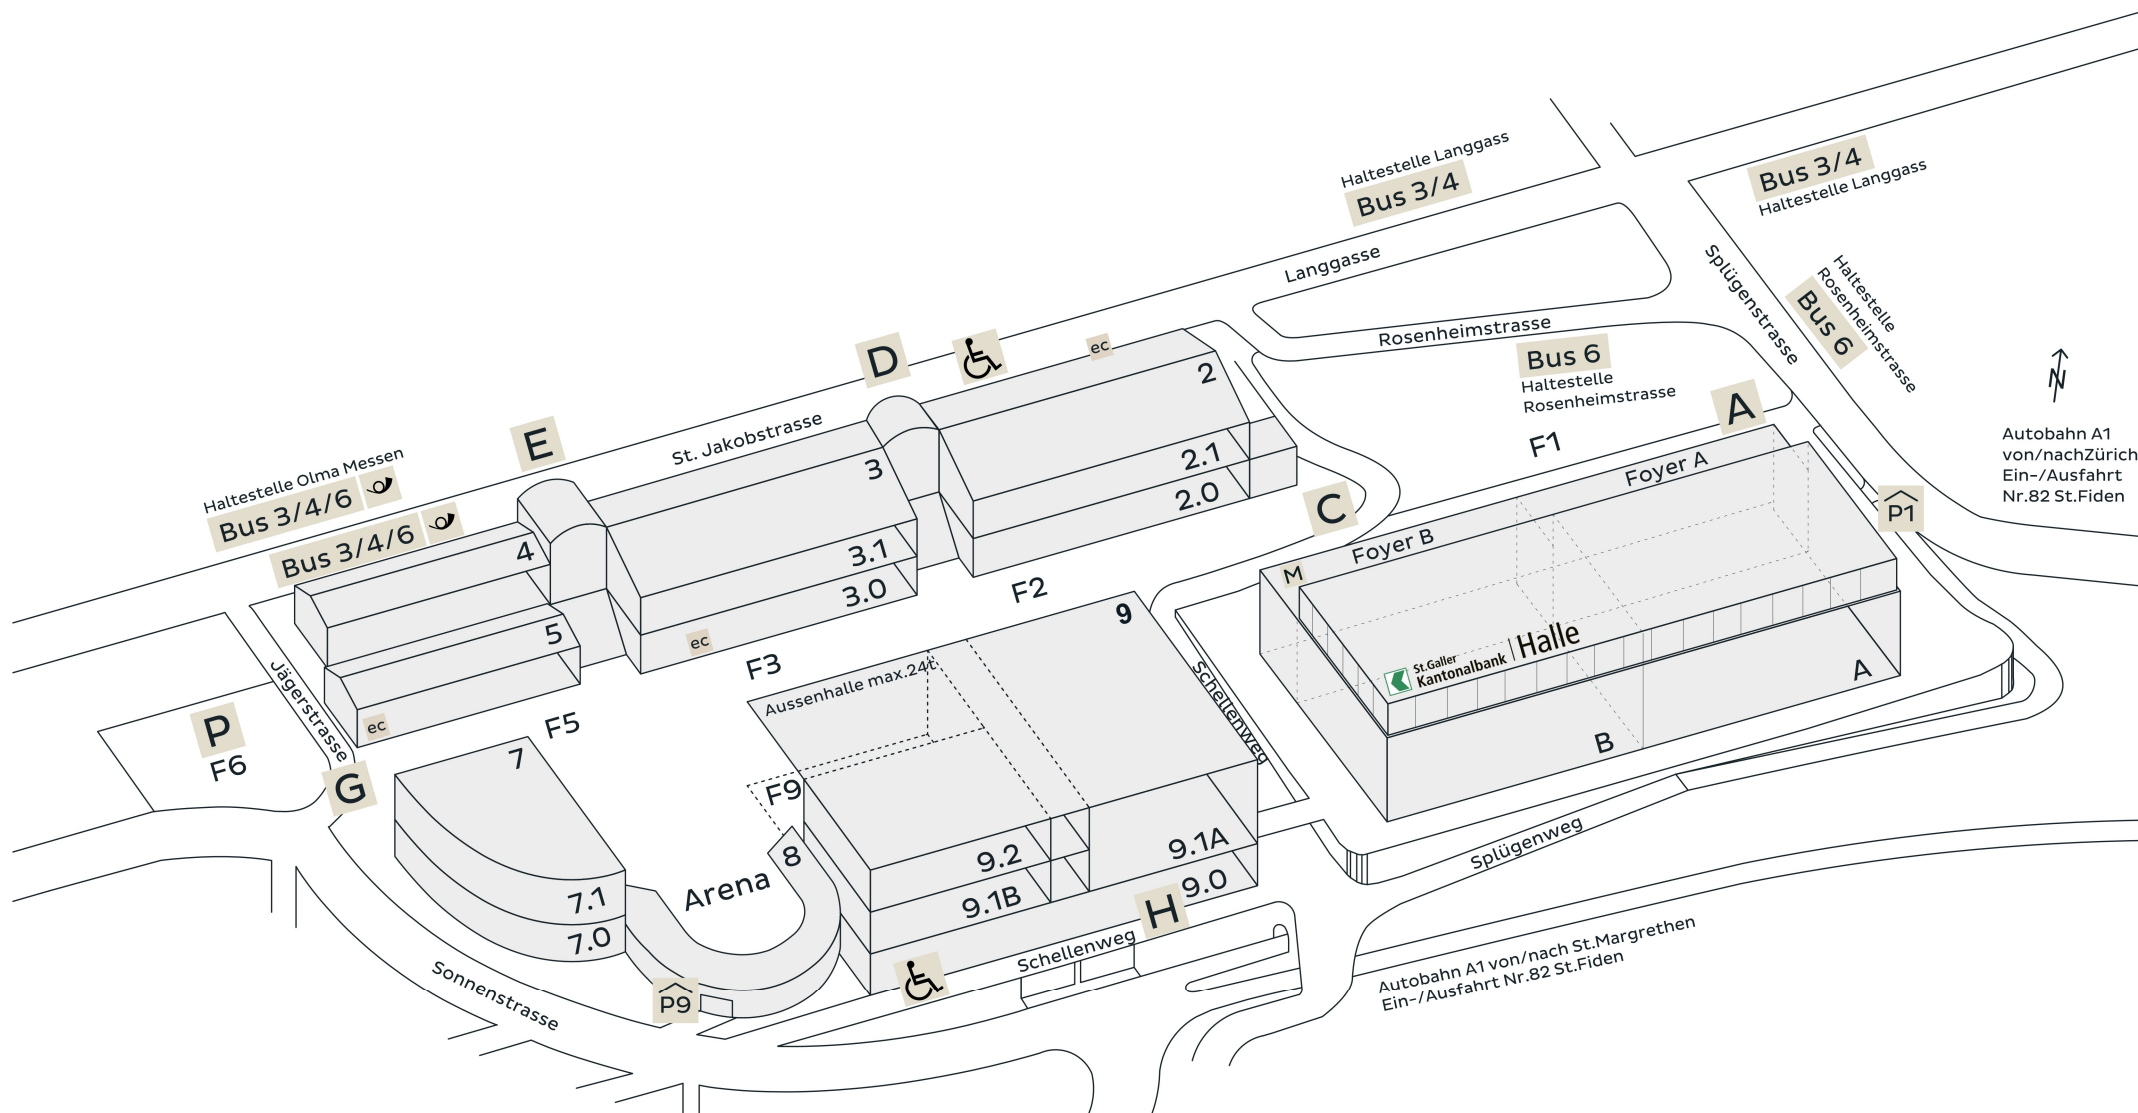 Haltestelle Langgass
Bus 3/4
Bus 3/4
Haltestelle Langgass
Langgasse
Splügenstrasse
Haltestelle
Rosenheimstrasse
Bus 6
Rosenheimstrasse
Bus 6
Haltestelle
Rosenheimstrasse
N
Autobahn A1
von/nachZürich
Ein-/Ausfahrt
Nr.82 St.Fiden
D
ec
2
2.1
2.0
E
St. Jakobstrasse
3
3.1
3.0
ec
Haltestelle Olma Messen
Bus 3/4/6
Bus 3/4/6
4
5
ec
A
F1
C
P1
Foyer A
Foyer B
M
St.Galler
Kantonalbank
Halle
A
B
F2
F3
9
Aussenhalle max.24t
Schellenweg
F9
9.2
9.1A
9.1B
9.0
H
Jägerstrasse
P
F6
G
F5
7
7.1
7.0
8
Arena
P9
Sonnenstrasse
Schellenweg
Splügenweg
Autobahn A1 von/nach St.Margrethen
Ein-/Ausfahrt Nr.82 St.Fiden